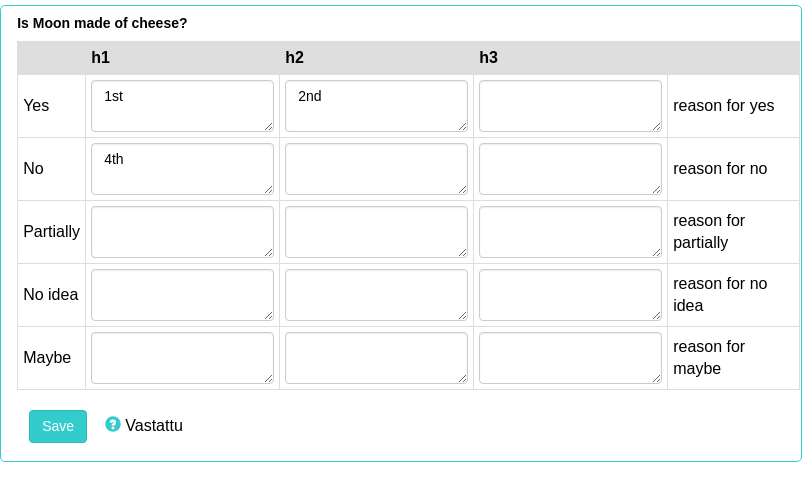 Is Moon made of cheese?
h1 h2 h3
Yes 1st 2nd reason for yes
No 4th reason for no
Partially reason for
partially
No idea reason for no
idea
Maybe reason for
maybe
Save ? Vastattu